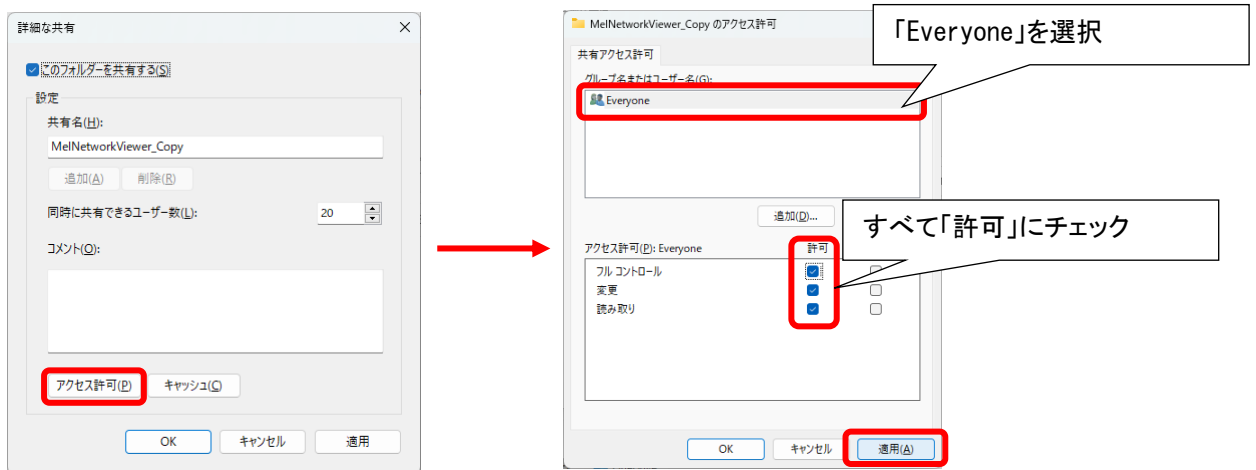 詳細な共有
このフォルダーを共有する(S)
設定
共有名(H):
MelNetworkViewer_Copy
追加(A)
削除(R)
同時に共有できるユーザー数(L):
20
コメント(O):
アクセス許可(P)
キャッシュ(C)
OK
キャンセル
適用
MelNetworkViewer_Copy のアクセス許可
共有アクセス許可
グループ名またはユーザー名(G):
Everyone
「Everyone」を選択
追加(D)...
すべて「許可」にチェック
アクセス許可(P): Everyone
許可
フル コントロール
変更
読み取り
OK
キャンセル
適用(A)